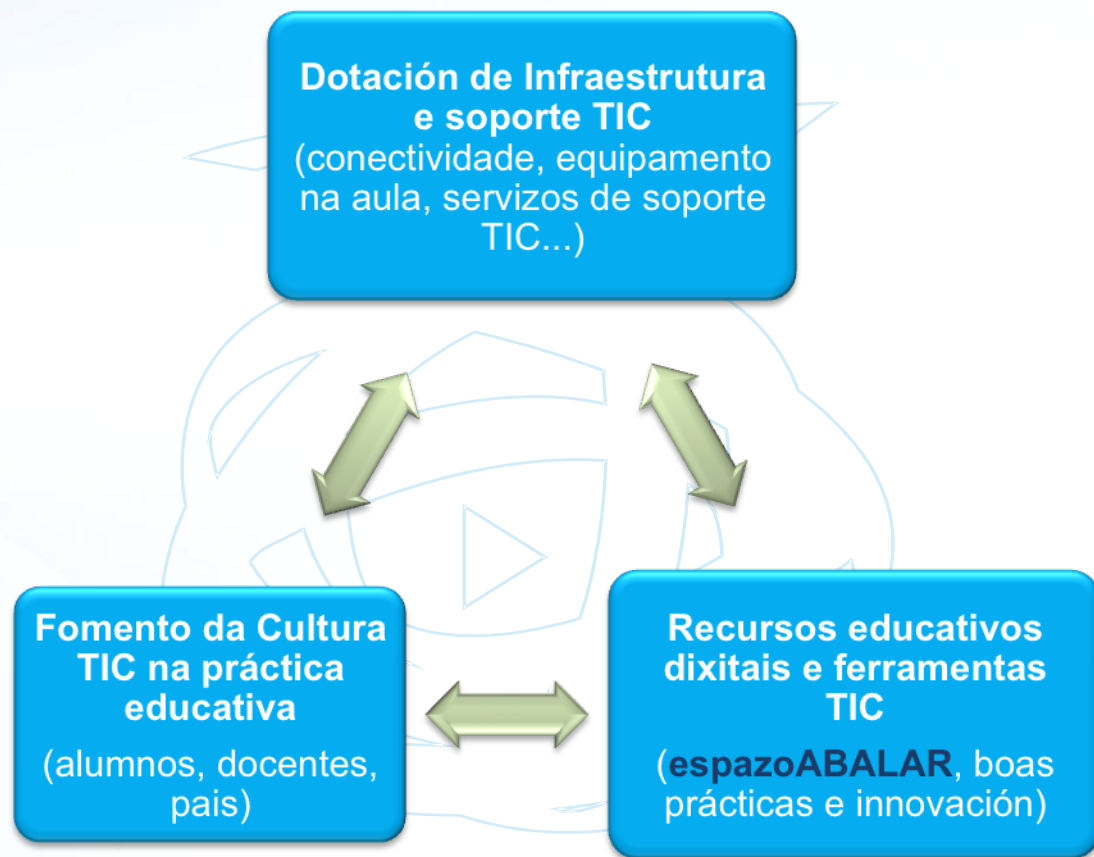 Dotación de Infraestrutura
e soporte TIC
(conectividade, equipamento
na aula, servizos de soporte
TIC...)
Fomento da Cultura
TIC na práctica
educativa
(alumnos, docentes,
pais)
Recursos educativos
dixitais e ferramentas
TIC
(espazoABALAR, boas
prácticas e innovación)